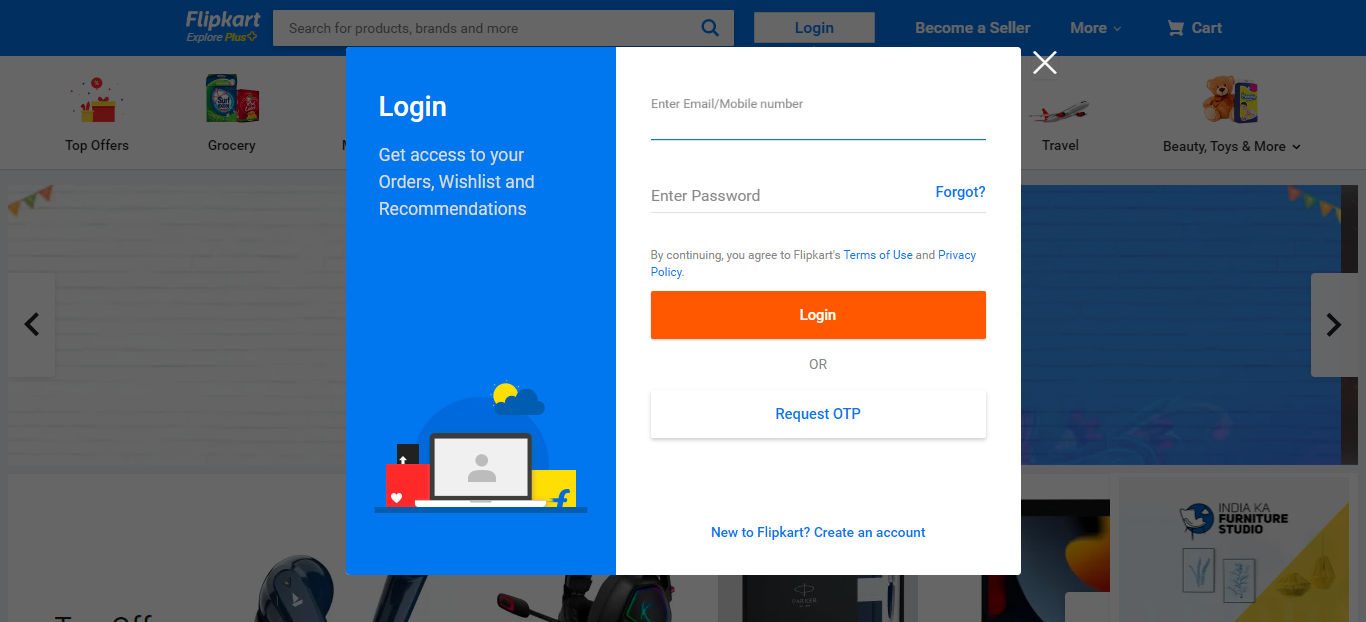 Flipkart
Explore Plus
Search for products, brands and more
Login
Become a Seller
More
Cart
Top Offers
Grocery
Travel
Beauty, Toys & More
Login
Get access to your
Orders, Wishlist and
Recommendations
Enter Email/Mobile number
Enter Password
Forgot?
By continuing, you agree to Flipkart's Terms of Use and Privacy
Policy.
Login
OR
Request OTP
New to Flipkart? Create an account
INDIA KA
FURNITURE
STUDIO
PARKER